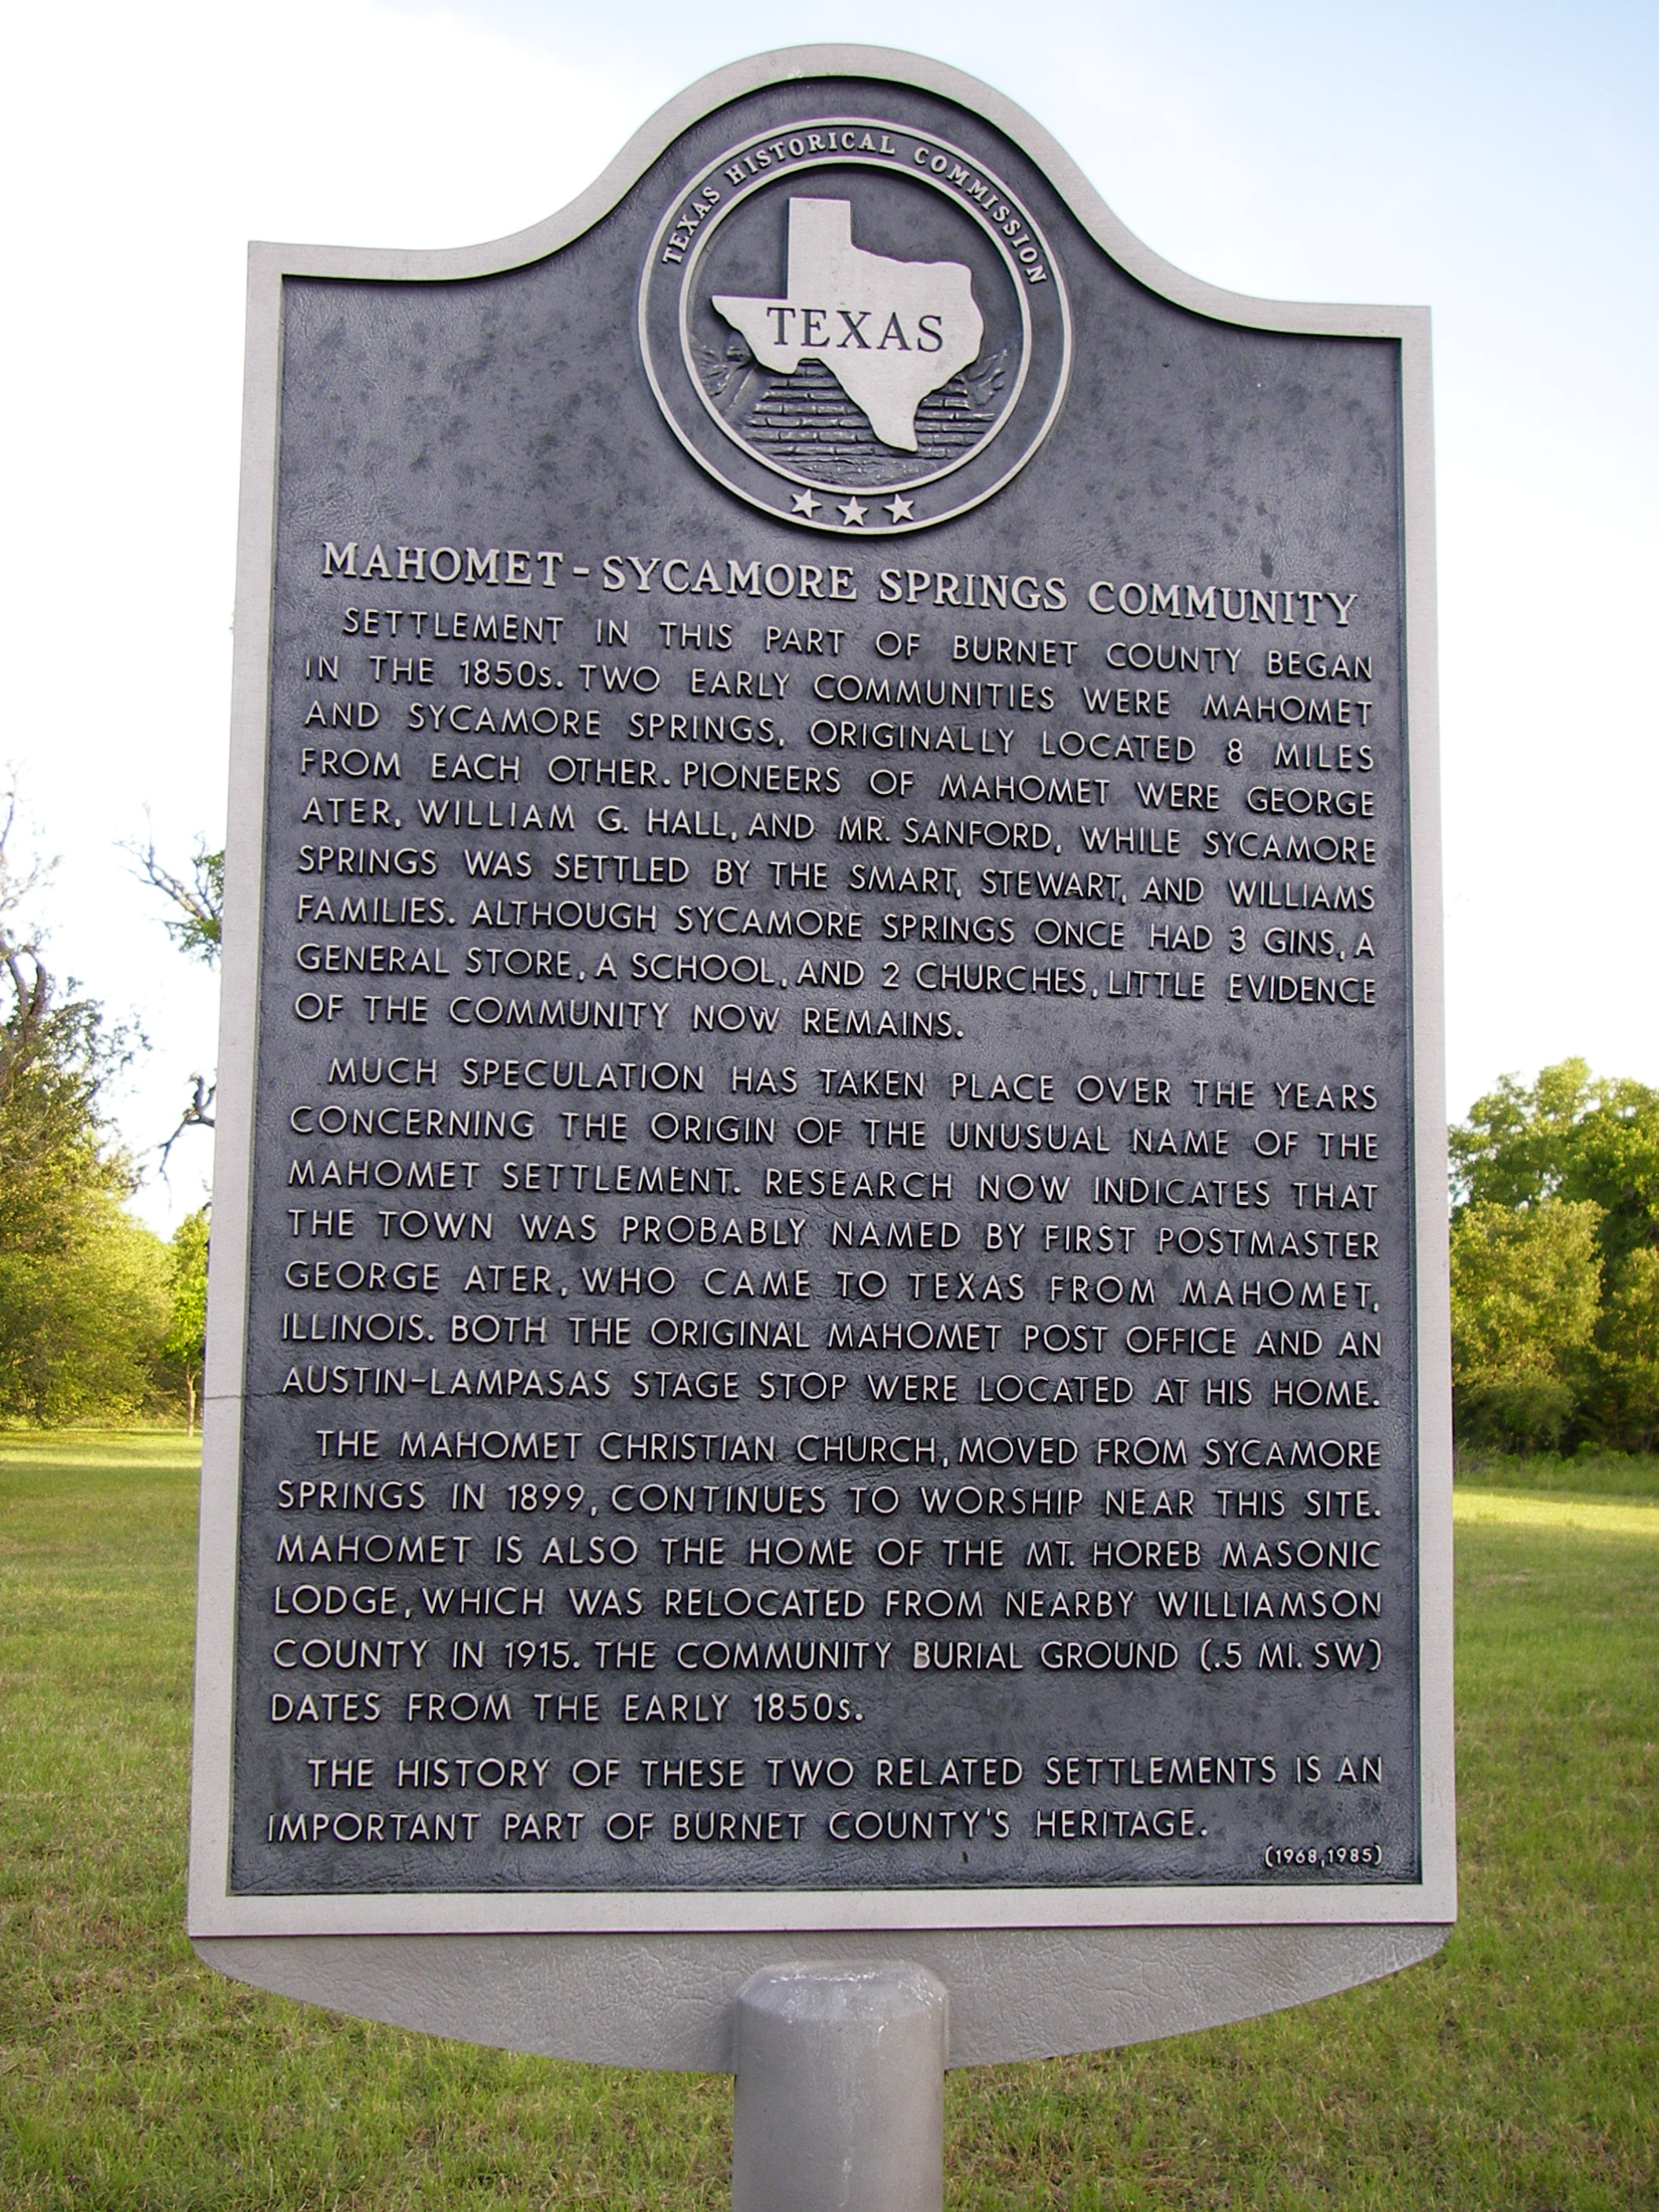 TEXAS HISTORICAL COMMISSION
TEXAS
MAHOMET - SYCAMORE SPRINGS COMMUNITY
SETTLEMENT IN THIS PART OF BURNET COUNTY BEGAN
IN THE 1850s. TWO EARLY COMMUNITIES WERE MAHOMET
AND SYCAMORE SPRINGS, ORIGINALLY LOCATED 8 MILES
FROM EACH OTHER. PIONEERS OF MAHOMET WERE GEORGE
ATER, WILLIAM G. HALL, AND MR. SANFORD, WHILE SYCAMORE
SPRINGS WAS SETTLED BY THE SMART, STEWART, AND WILLIAMS
FAMILIES. ALTHOUGH SYCAMORE SPRINGS ONCE HAD 3 GINS, A
GENERAL STORE, A SCHOOL, AND 2 CHURCHES, LITTLE EVIDENCE
OF THE COMMUNITY NOW REMAINS.
MUCH SPECULATION HAS TAKEN PLACE OVER THE YEARS
CONCERNING THE ORIGIN OF THE UNUSUAL NAME OF THE
MAHOMET SETTLEMENT. RESEARCH NOW INDICATES THAT
THE TOWN WAS PROBABLY NAMED BY FIRST POSTMASTER
GEORGE ATER, WHO CAME TO TEXAS FROM MAHOMET,
ILLINOIS. BOTH THE ORIGINAL MAHOMET POST OFFICE AND AN
AUSTIN-LAMPASAS STAGE STOP WERE LOCATED AT HIS HOME.
THE MAHOMET CHRISTIAN CHURCH, MOVED FROM SYCAMORE
SPRINGS IN 1899, CONTINUES TO WORSHIP NEAR THIS SITE.
MAHOMET IS ALSO THE HOME OF THE MT. HOREB MASONIC
LODGE, WHICH WAS RELOCATED FROM NEARBY WILLIAMSON
COUNTY IN 1915. THE COMMUNITY BURIAL GROUND (.5 MI. SW)
DATES FROM THE EARLY 1850s.
THE HISTORY OF THESE TWO RELATED SETTLEMENTS IS AN
IMPORTANT PART OF BURNET COUNTY'S HERITAGE.
(1968, 1985)